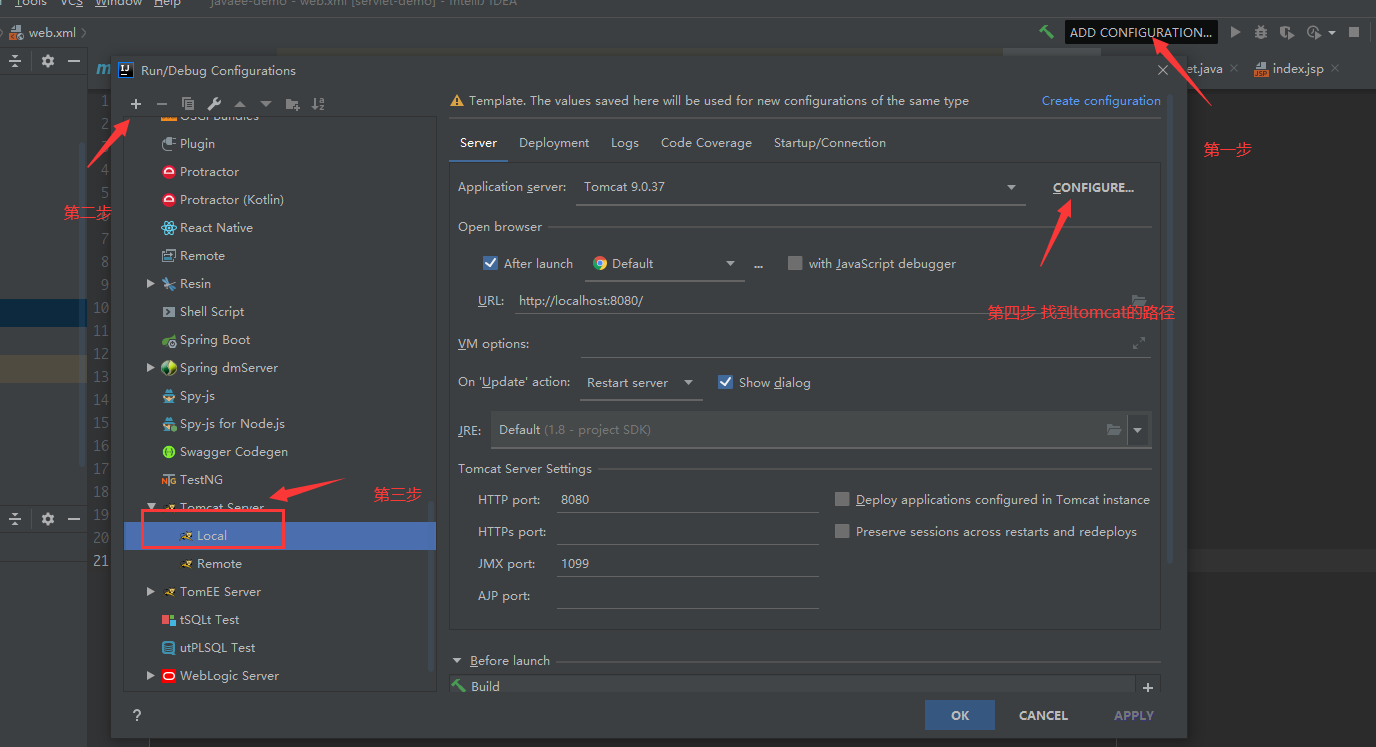 Tools VCS Window Help javaee-demo - web.xml [servlet-demo] - IntelliJ IDEA
web.xml
ADD CONFIGURATION...
et.java
index.jsp
第一步
Run/Debug Configurations
第二步
OSGi Bundles
Plugin
Protractor
Protractor (Kotlin)
React Native
Remote
Resin
Shell Script
Spring Boot
Spring dmServer
Spy-js
Spy-js for Node.js
Swagger Codegen
TestNG
Tomcat Server
第三步
Local
Remote
TomEE Server
tSQLt Test
utPLSQL Test
WebLogic Server
Template. The values saved here will be used for new configurations of the same type
Create configuration
Server Deployment Logs Code Coverage Startup/Connection
Application server: Tomcat 9.0.37 CONFIGURE...
Open browser
After launch Default ... with JavaScript debugger
URL: http://localhost:8080/
第四步 找到tomcat的路径
VM options:
On 'Update' action: Restart server Show dialog
JRE: Default (1.8 - project SDK)
Tomcat Server Settings
HTTP port: 8080 Deploy applications configured in Tomcat instance
HTTPs port: Preserve sessions across restarts and redeploys
JMX port: 1099
AJP port:
Before launch
Build
? OK CANCEL APPLY
1
2
4
5
7
8
9
10
11
12
13
14
15
16
17
18
19
20
21